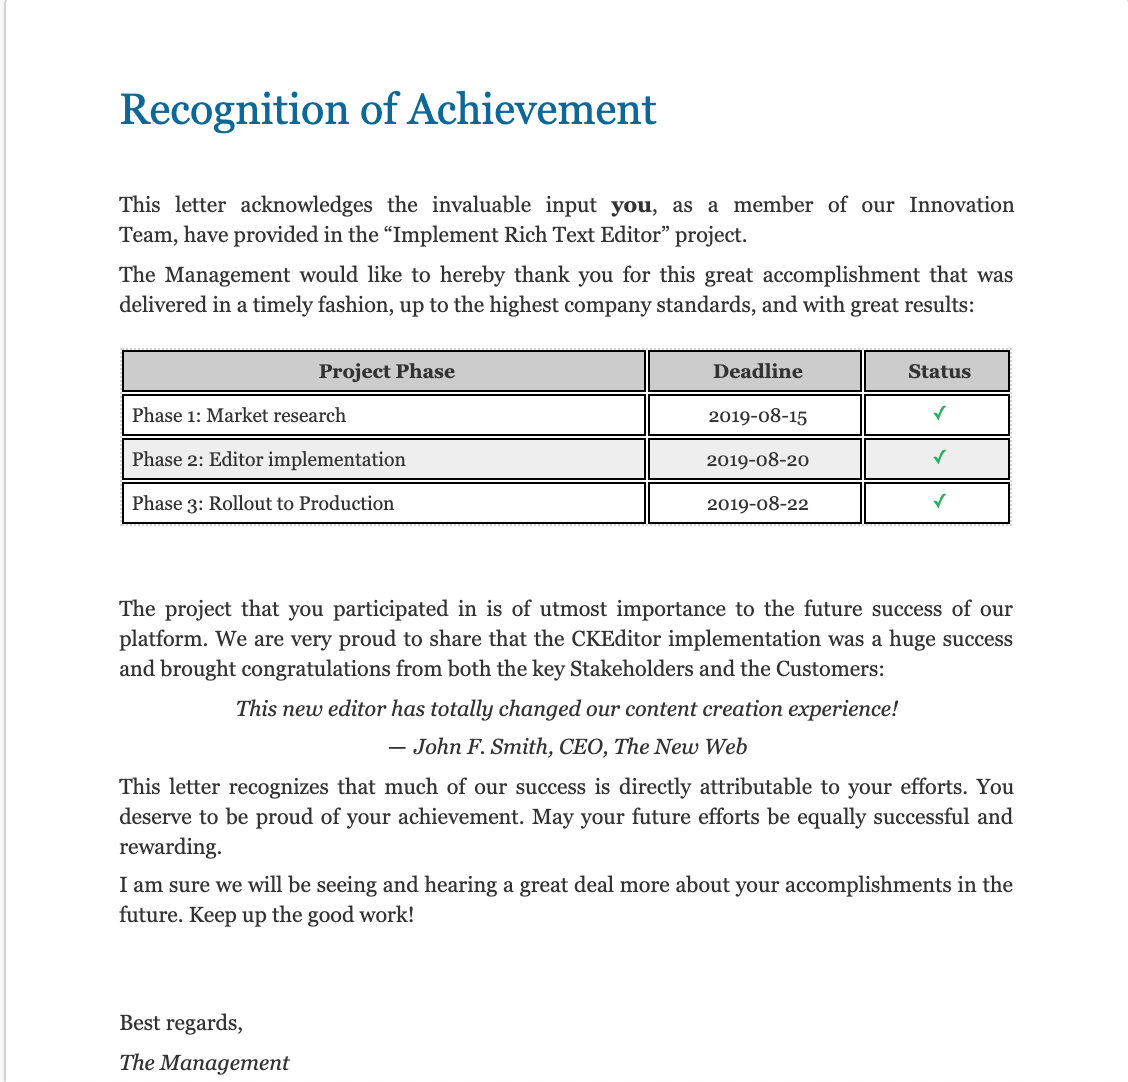 Recognition of Achievement
This letter acknowledges the invaluable input you, as a member of our Innovation
Team, have provided in the “Implement Rich Text Editor” project.
The Management would like to hereby thank you for this great accomplishment that was
delivered in a timely fashion, up to the highest company standards, and with great results:
Project Phase Deadline Status
Phase 1: Market research 2019-08-15 ✓
Phase 2: Editor implementation 2019-08-20 ✓
Phase 3: Rollout to Production 2019-08-22 ✓
The project that you participated in is of utmost importance to the future success of our
platform. We are very proud to share that the CKEditor implementation was a huge success
and brought congratulations from both the key Stakeholders and the Customers:
This new editor has totally changed our content creation experience!
— John F. Smith, CEO, The New Web
This letter recognizes that much of our success is directly attributable to your efforts. You
deserve to be proud of your achievement. May your future efforts be equally successful and
rewarding.
I am sure we will be seeing and hearing a great deal more about your accomplishments in the
future. Keep up the good work!
Best regards,
The Management